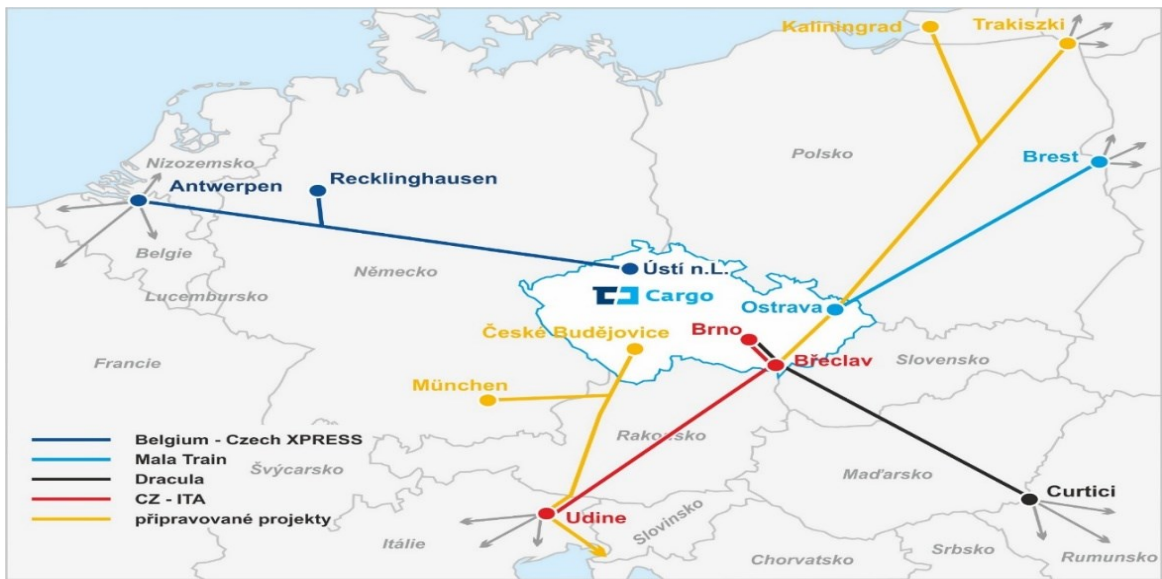 Kaliningrad
Trakiszki
Nizozemsko
Polsko
Brest
Antwerpen
Recklinghausen
Belgie
Německo
Ústí n.L.
Lucembursko
Cargo
Ostrava
České Budějovice
Brno
Břeclav
Slovensko
Francie
München
Rakousko
Belgium - Czech XPRESS
Mala Train
Dracula
CZ - ITA
připravované projekty
Švýcarsko
Maďarsko
Curtici
Udine
Itálie
Slovinsko
Chorvatsko
Srbsko
Rumunsko